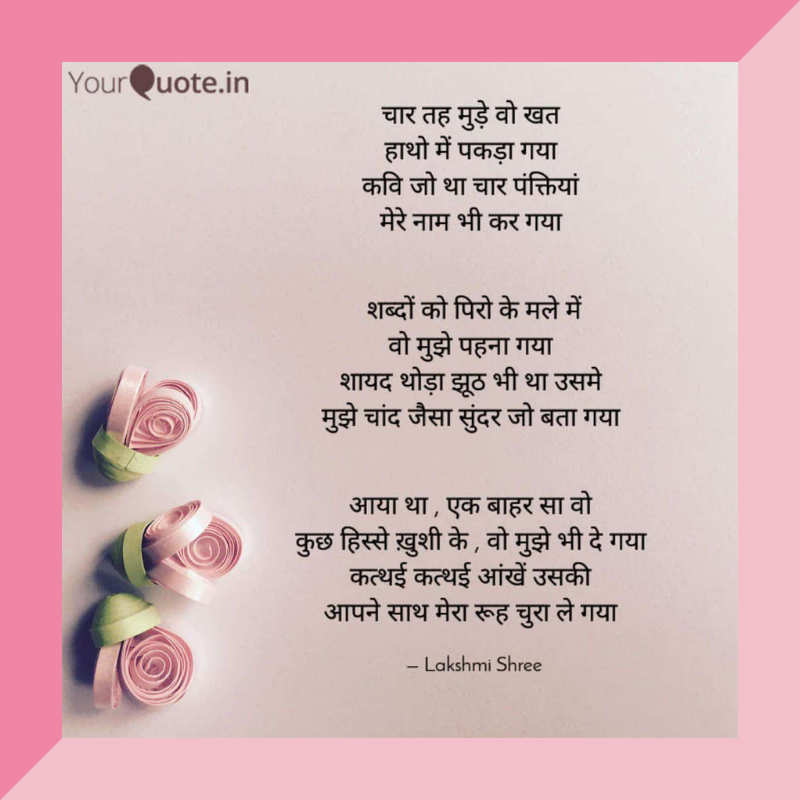 YourQuote.in
चार तह मुड़े वो खत
हाथो में पकड़ा गया
कवि जो था चार पंक्तियां
मेरे नाम भी कर गया
शब्दों को पिरो के मले में
वो मुझे पहना गया
शायद थोड़ा झूठ भी था उसमे
मुझे चांद जैसा सुंदर जो बता गया
आया था , एक बाहर सा वो
कुछ हिस्से ख़ुशी के , वो मुझे भी दे गया
कत्थई कत्थई आंखें उसकी
आपने साथ मेरा रूह चुरा ले गया
– Lakshmi Shree